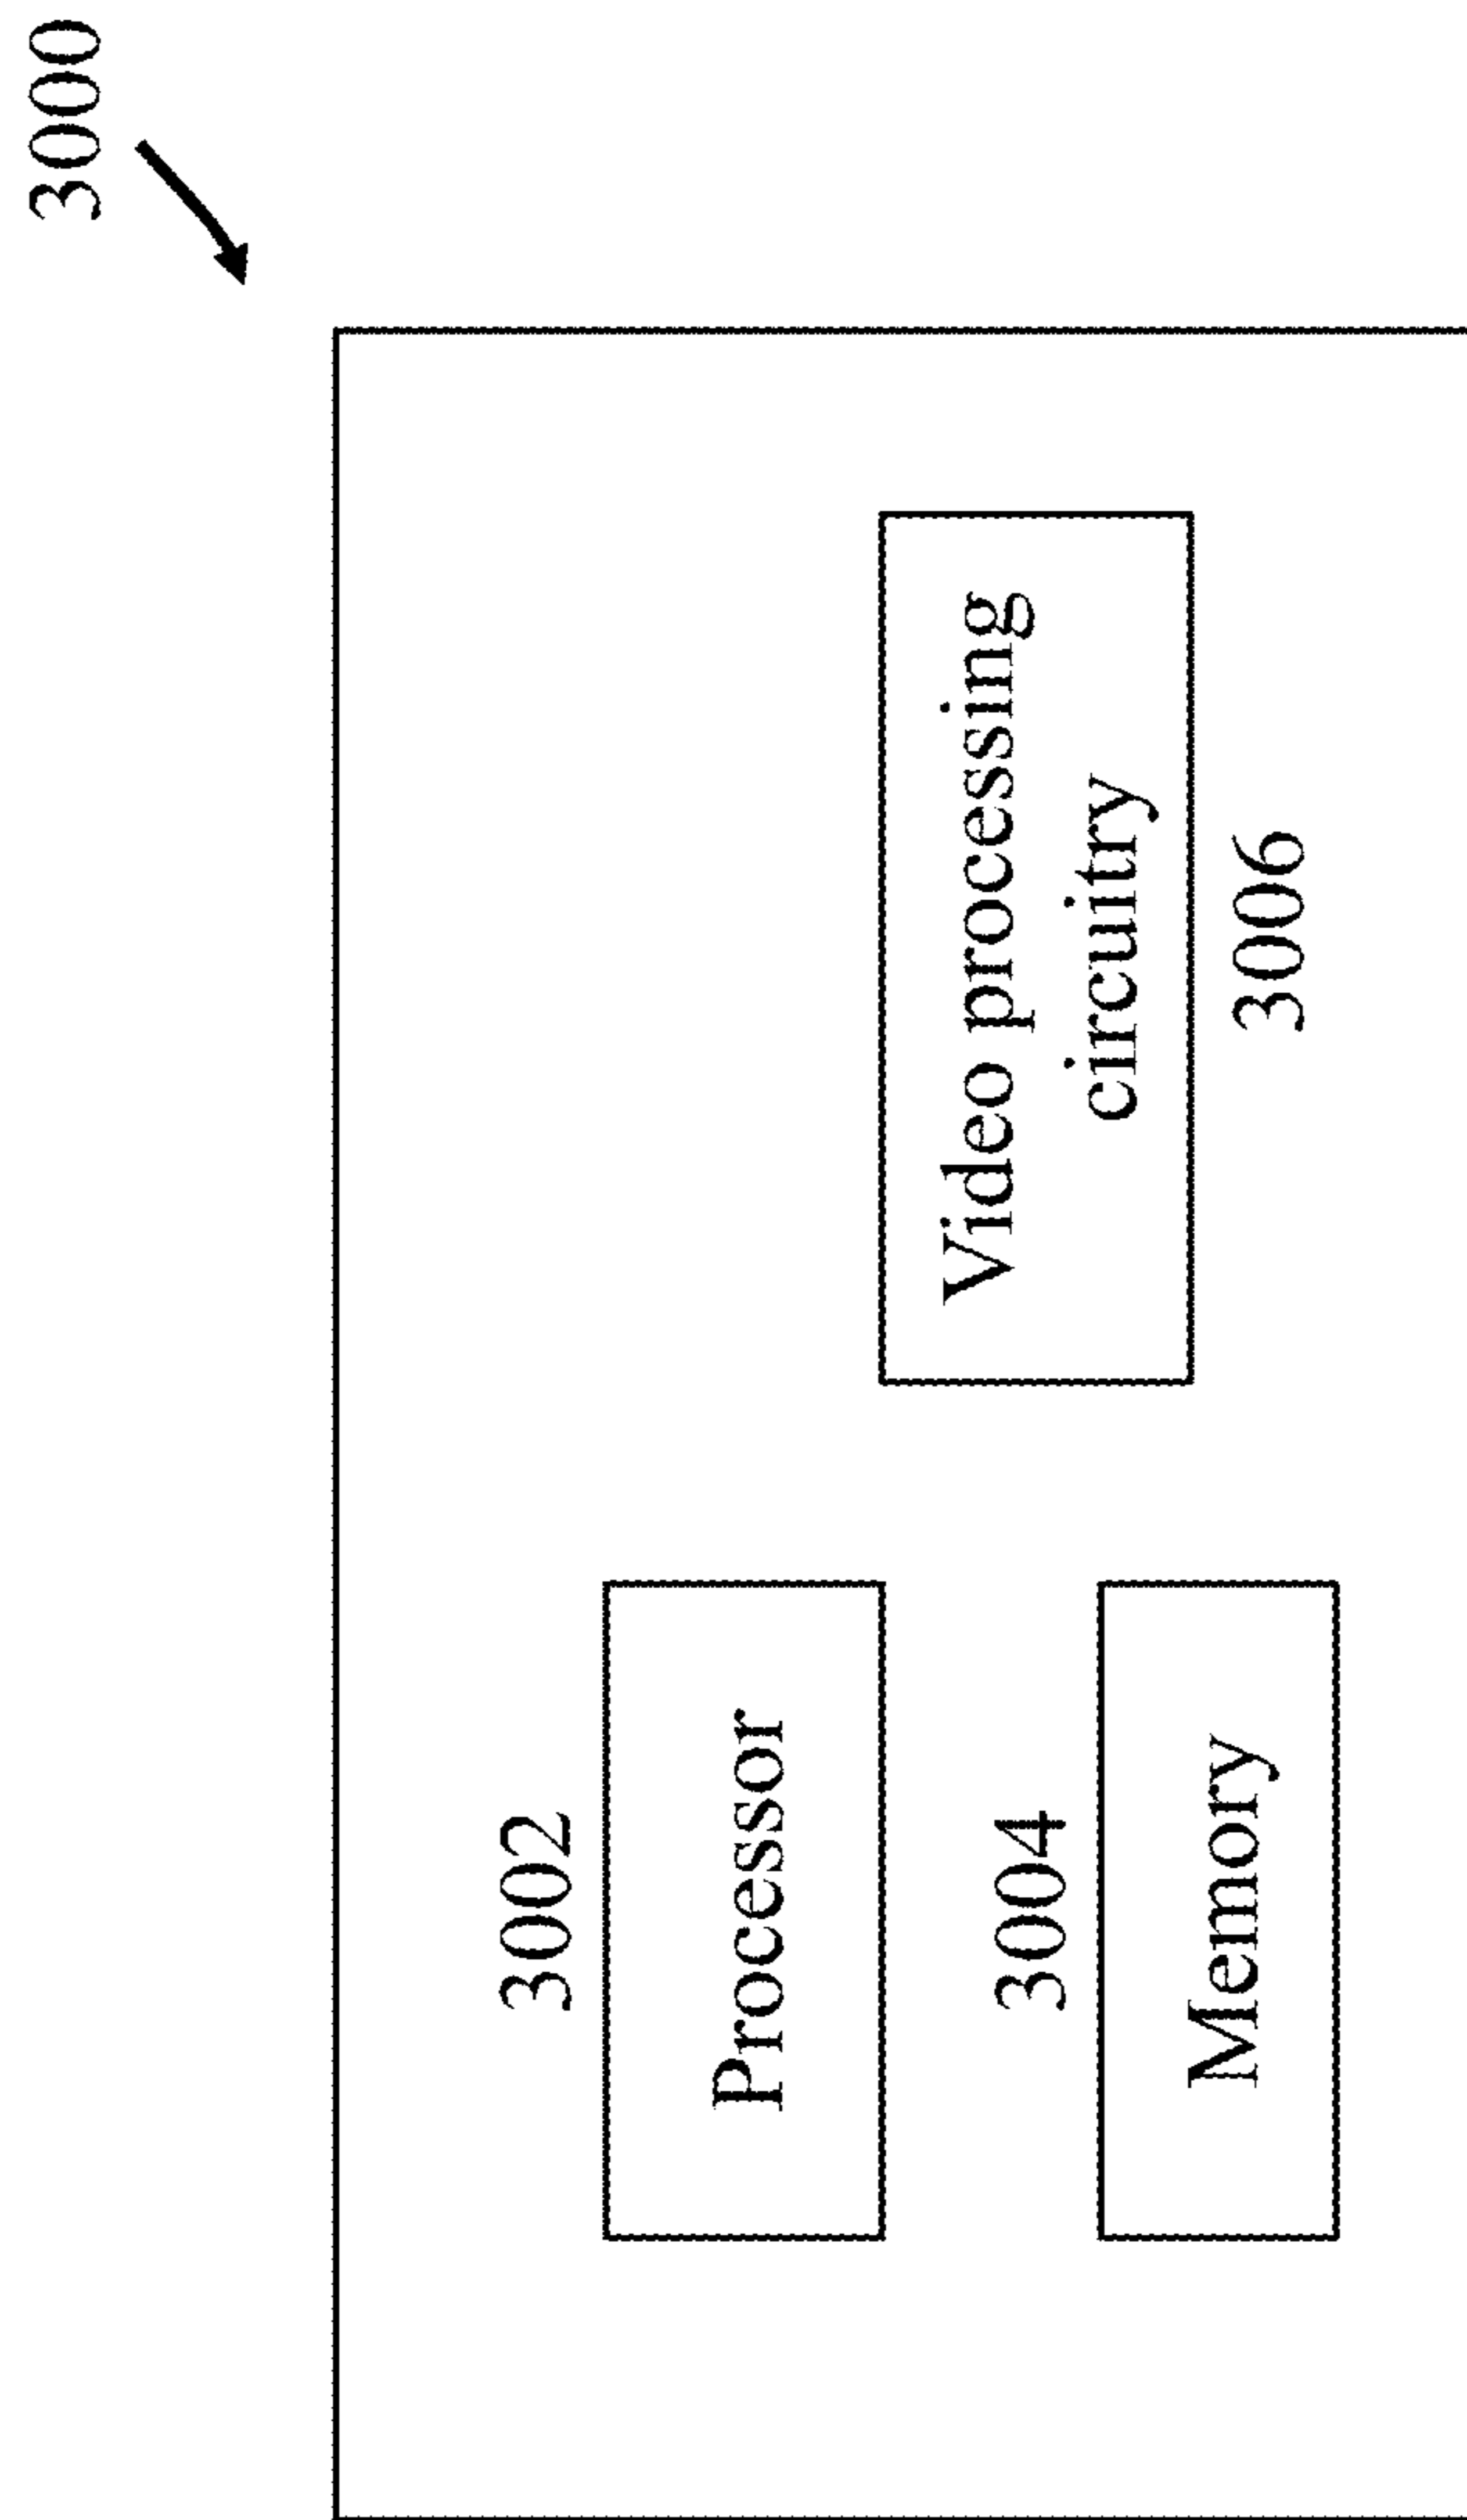 3000
3002
Processor
3004
Memory
Video processing
circuitry
3006